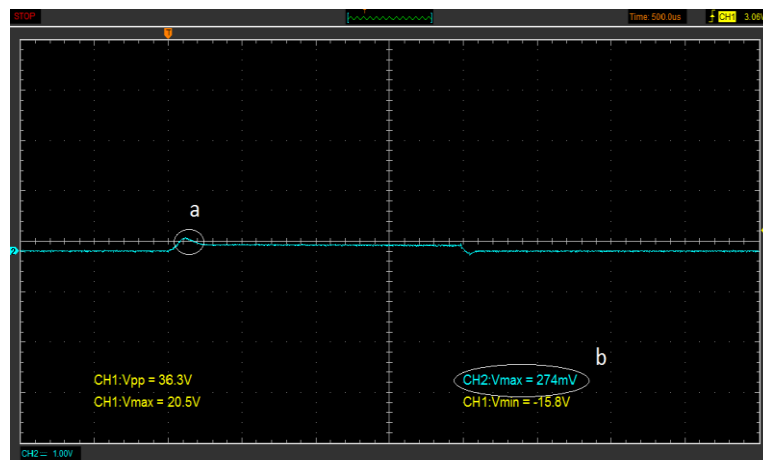 STOP T Time: 500.0us CH1 3.06V
T
a
2
b
CH1:Vpp = 36.3V CH2:Vmax = 274mV
CH1:Vmax = 20.5V CH1:Vmin = -15.8V
CH2 = 1.00V